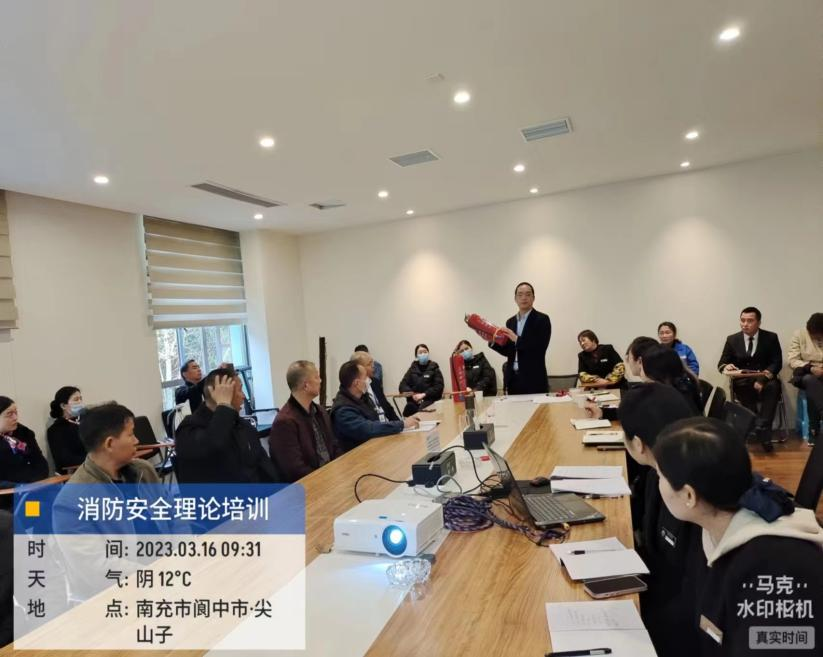 消防安全理论培训
时 间: 2023.03.16 09:31
天 气: 阴 12°C
地 点: 南充市阆中市·尖
山子
马克
水印相机
真实时间